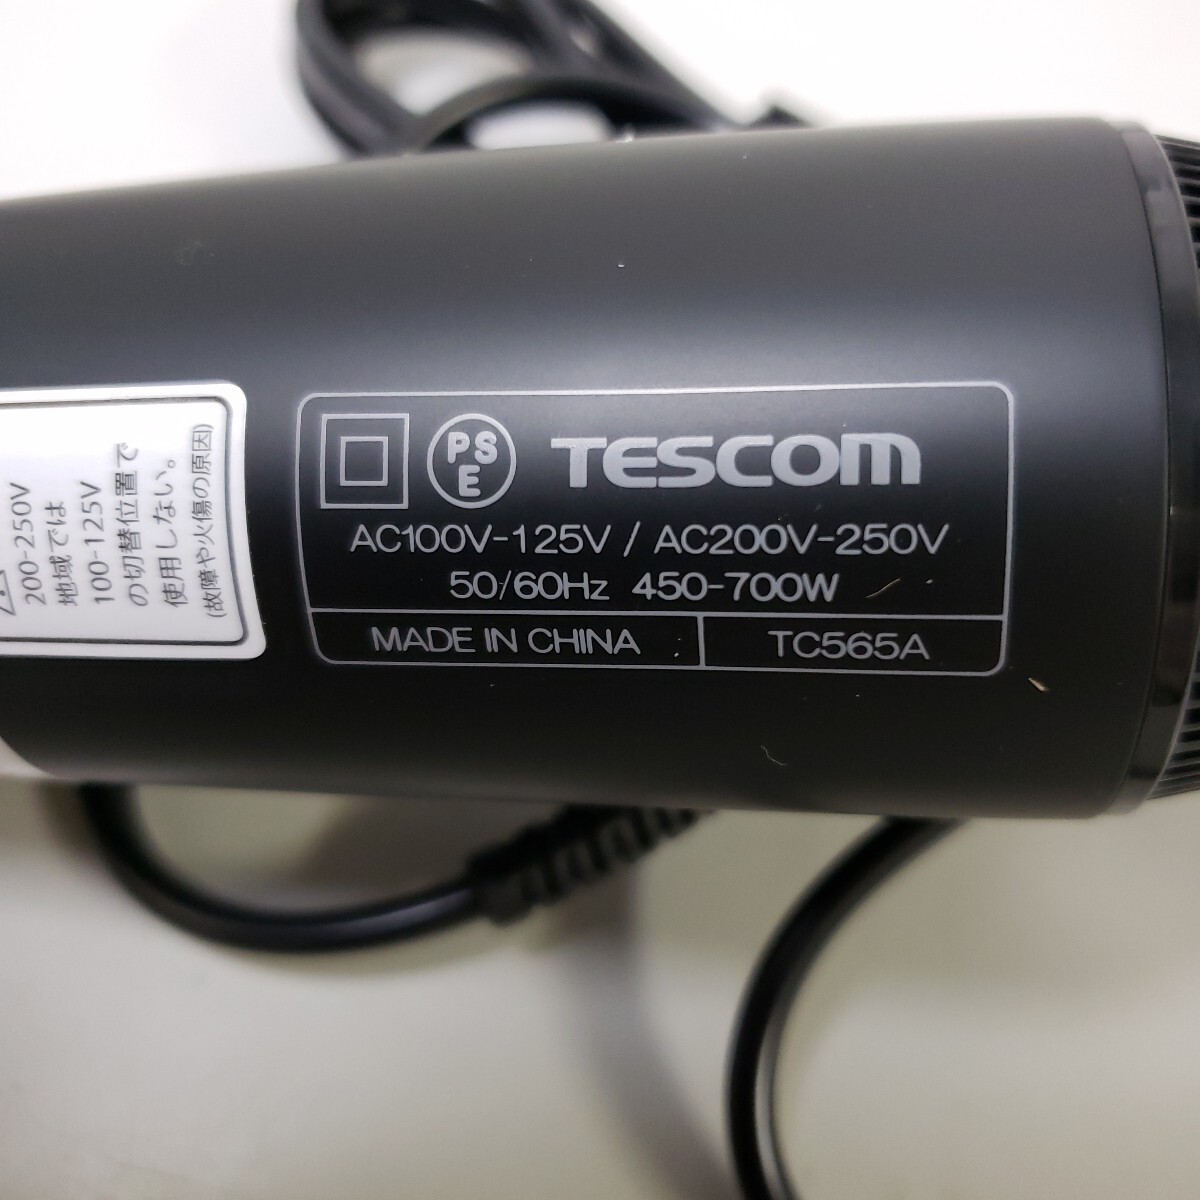 200-250V
地域では
100-125V
の切替位置で
使用しない。
(故障や火傷の原因)
PS
E
TESCOM
AC100V-125V / AC200V-250V
50/60Hz 450-700W
MADE IN CHINA
TC565A